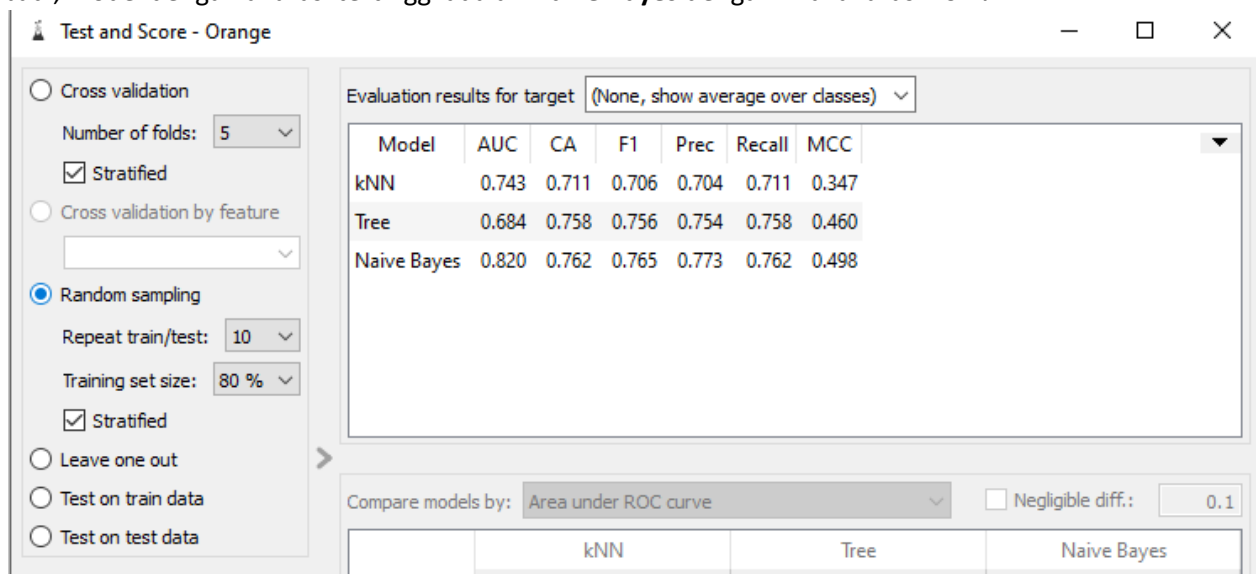 Test and Score - Orange
Cross validation
Number of folds: 5
Stratified
Cross validation by feature
Random sampling
Repeat train/test: 10
Training set size: 80 %
Stratified
Leave one out
Test on train data
Test on test data
Evaluation results for target (None, show average over classes)
Model AUC CA F1 Prec Recall MCC
kNN 0.743 0.711 0.706 0.704 0.711 0.347
Tree 0.684 0.758 0.756 0.754 0.758 0.460
Naive Bayes 0.820 0.762 0.765 0.773 0.762 0.498
Compare models by: Area under ROC curve Negligible diff.: 0.1
kNN Tree Naive Bayes